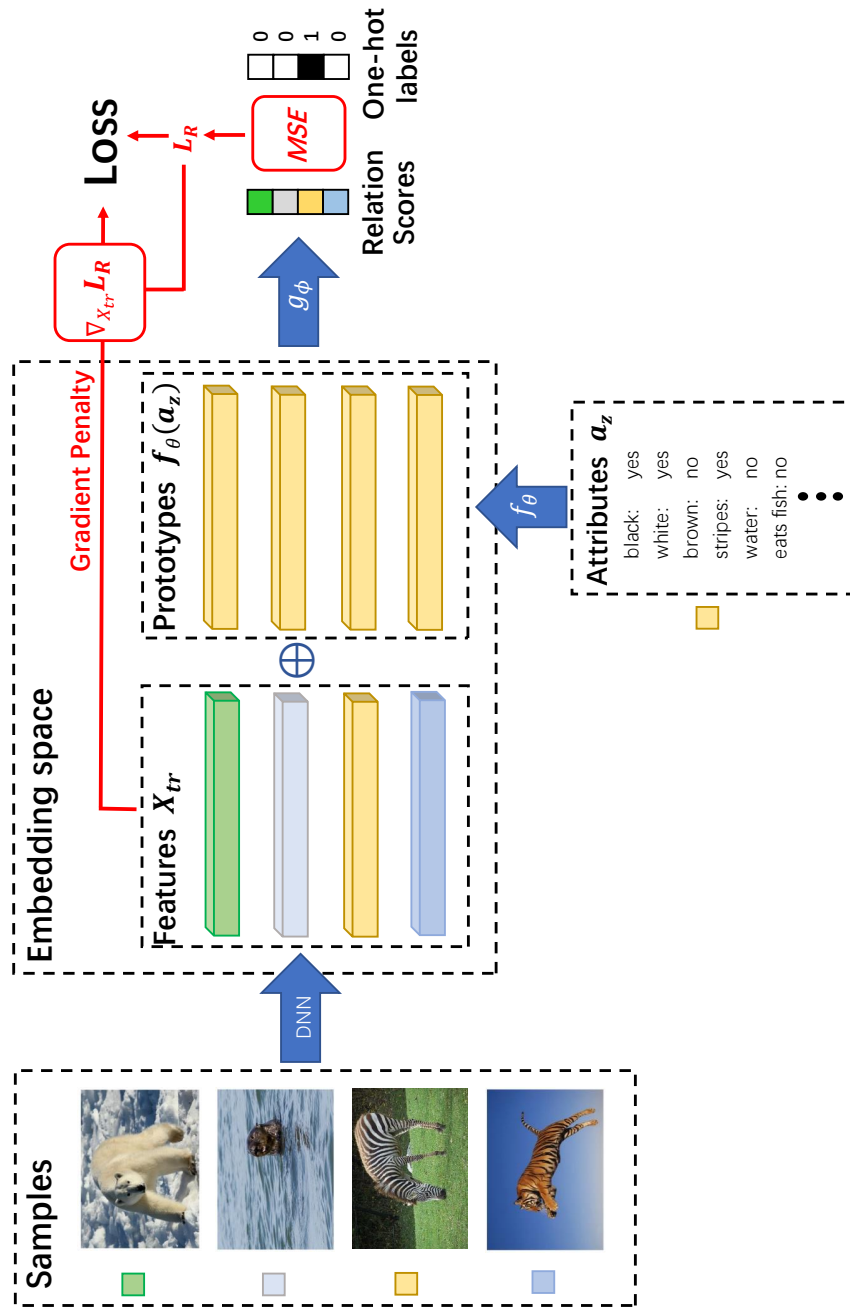 Samples
DNN
Embedding space
Features X_tr
⊕
Prototypes f_θ(a_z)
Gradient Penalty
f_θ
Attributes a_z
black: yes
white: yes
brown: no
stripes: yes
water: no
eats fish: no
g_ϕ
∇_{X_tr} L_R
Loss
L_R
MSE
Relation
Scores
One-hot
labels
0
0
1
0